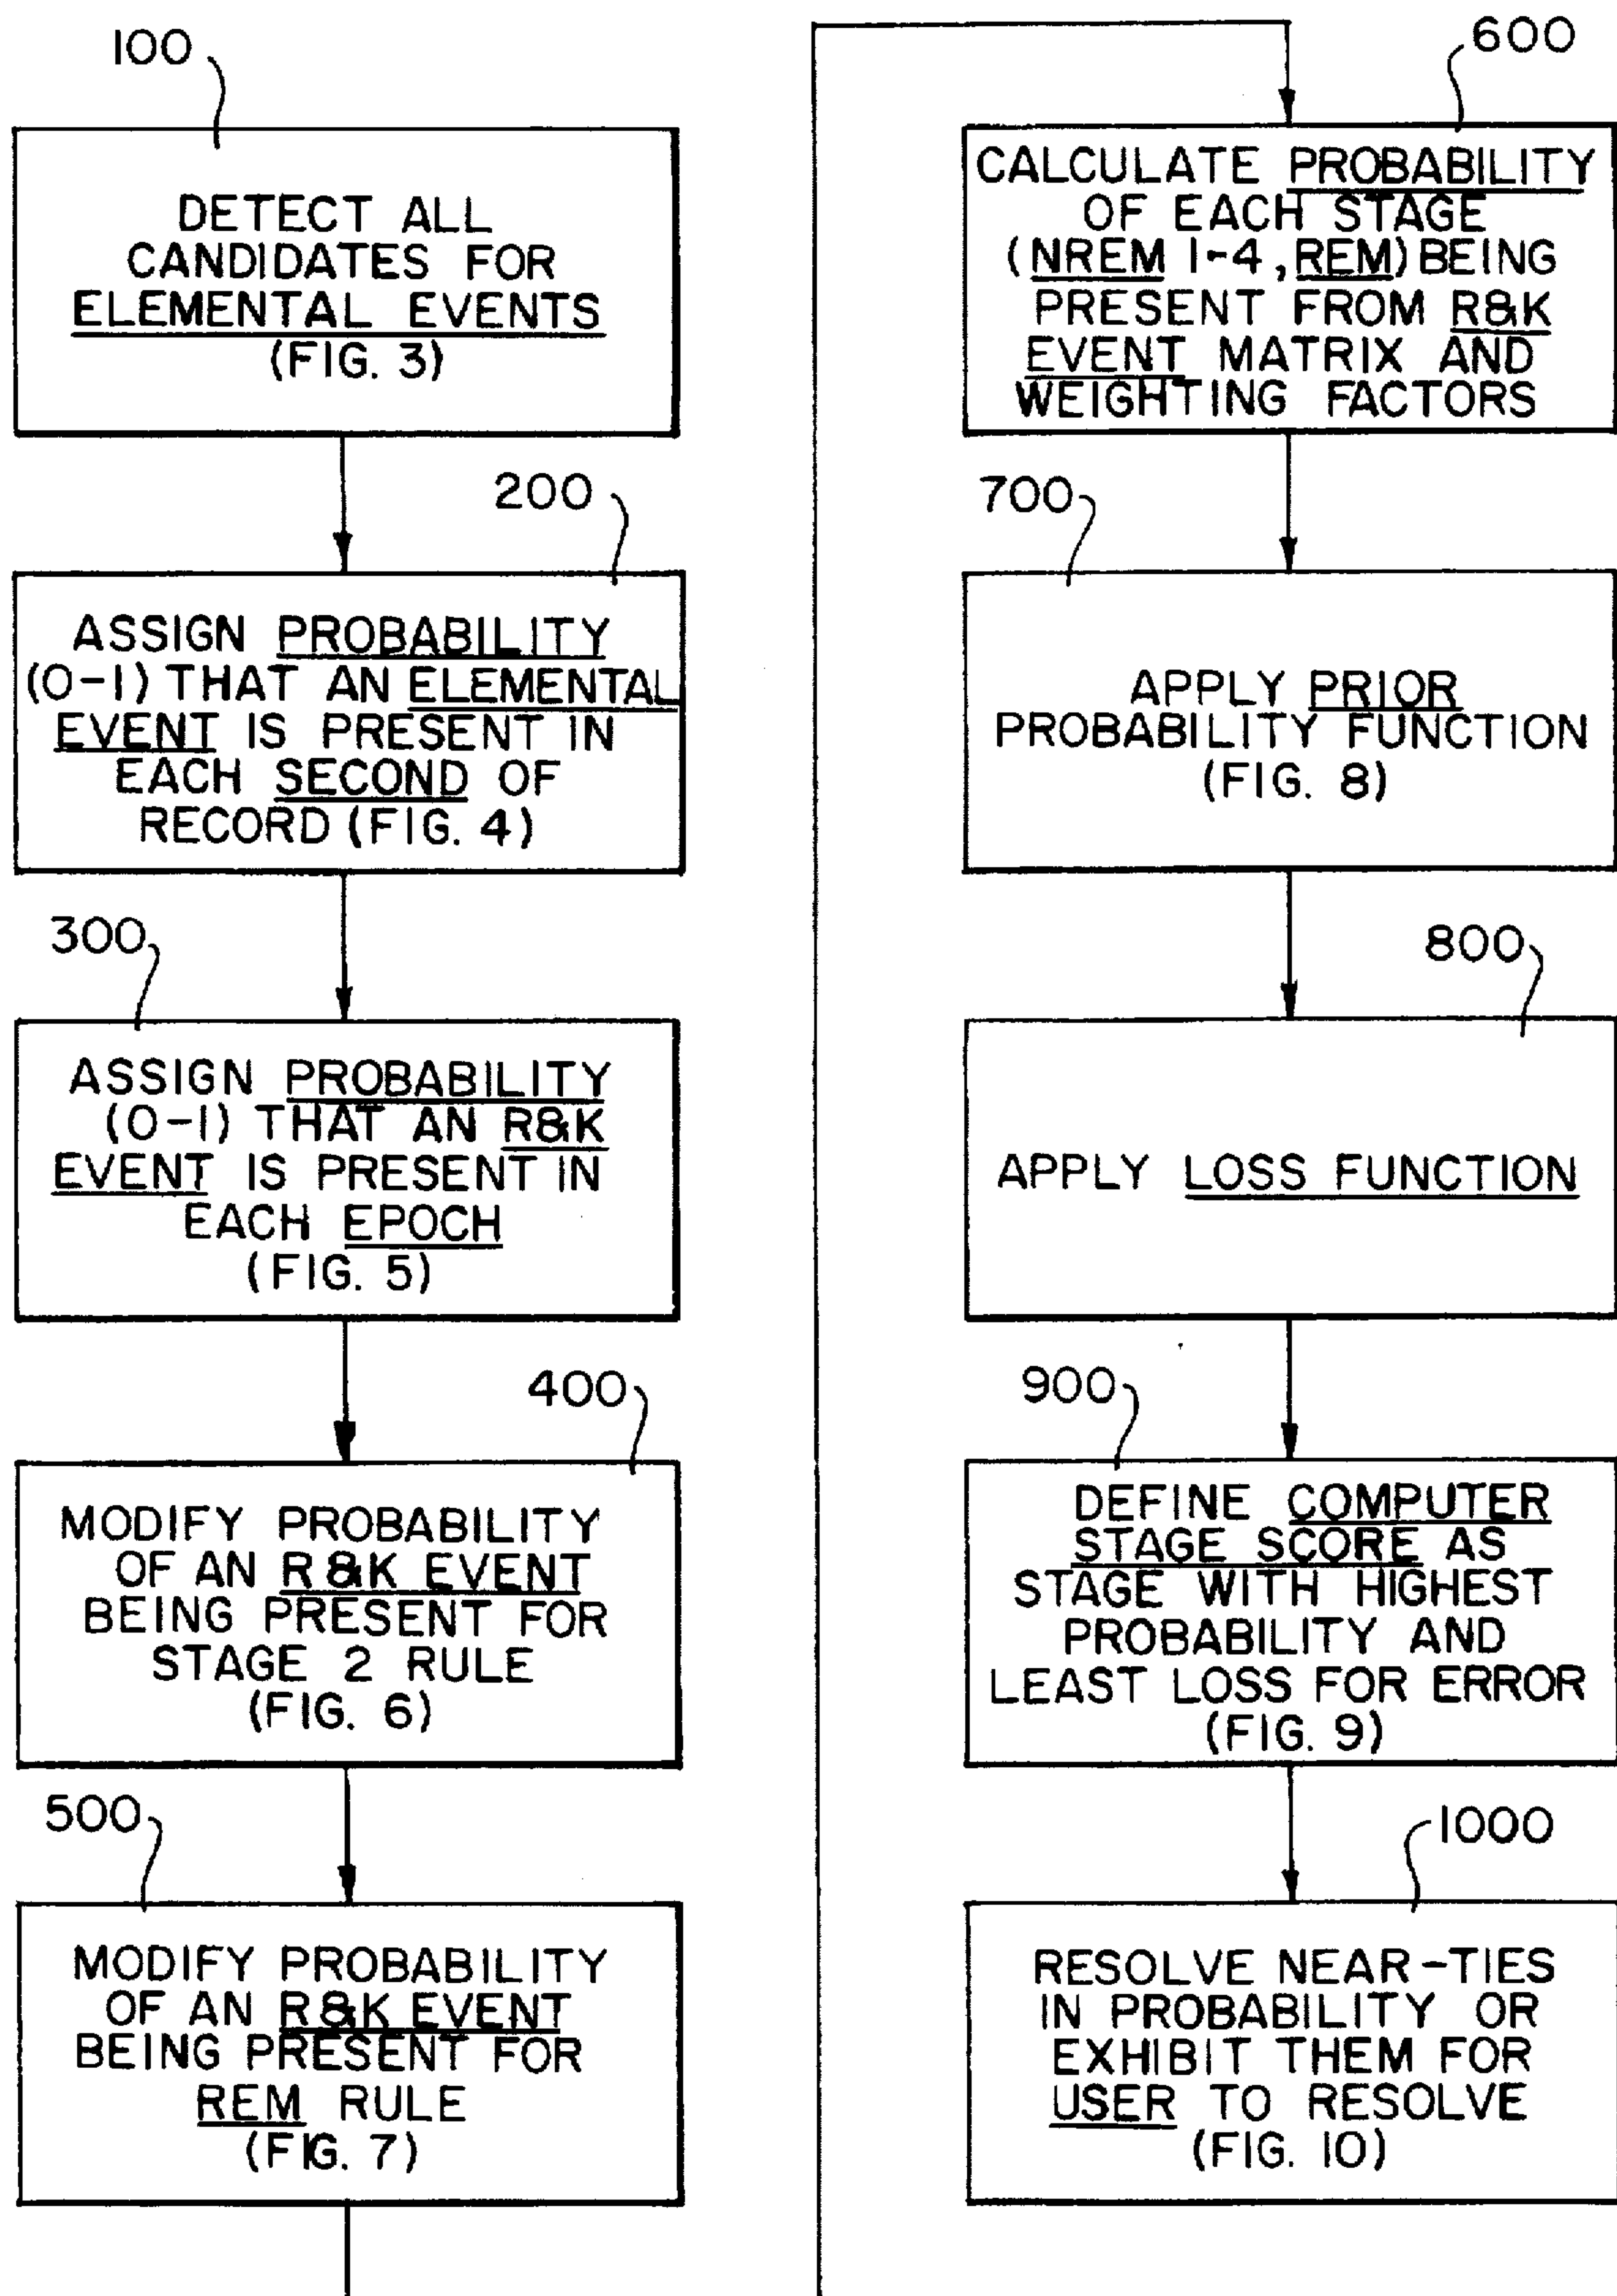 100
DETECT ALL
CANDIDATES FOR
ELEMENTAL EVENTS
(FIG. 3)
200
ASSIGN PROBABILITY
(0-1) THAT AN ELEMENTAL
EVENT IS PRESENT IN
EACH SECOND OF
RECORD (FIG. 4)
300
ASSIGN PROBABILITY
(0-1) THAT AN R&K
EVENT IS PRESENT IN
EACH EPOCH
(FIG. 5)
400
MODIFY PROBABILITY
OF AN R&K EVENT
BEING PRESENT FOR
STAGE 2 RULE
(FIG. 6)
500
MODIFY PROBABILITY
OF AN R&K EVENT
BEING PRESENT FOR
REM RULE
(FIG. 7)
600
CALCULATE PROBABILITY
OF EACH STAGE
(NREM 1-4, REM) BEING
PRESENT FROM R&K
EVENT MATRIX AND
WEIGHTING FACTORS
700
APPLY PRIOR
PROBABILITY FUNCTION
(FIG. 8)
800
APPLY LOSS FUNCTION
900
DEFINE COMPUTER
STAGE SCORE AS
STAGE WITH HIGHEST
PROBABILITY AND
LEAST LOSS FOR ERROR
(FIG. 9)
1000
RESOLVE NEAR-TIES
IN PROBABILITY OR
EXHIBIT THEM FOR
USER TO RESOLVE
(FIG. 10)